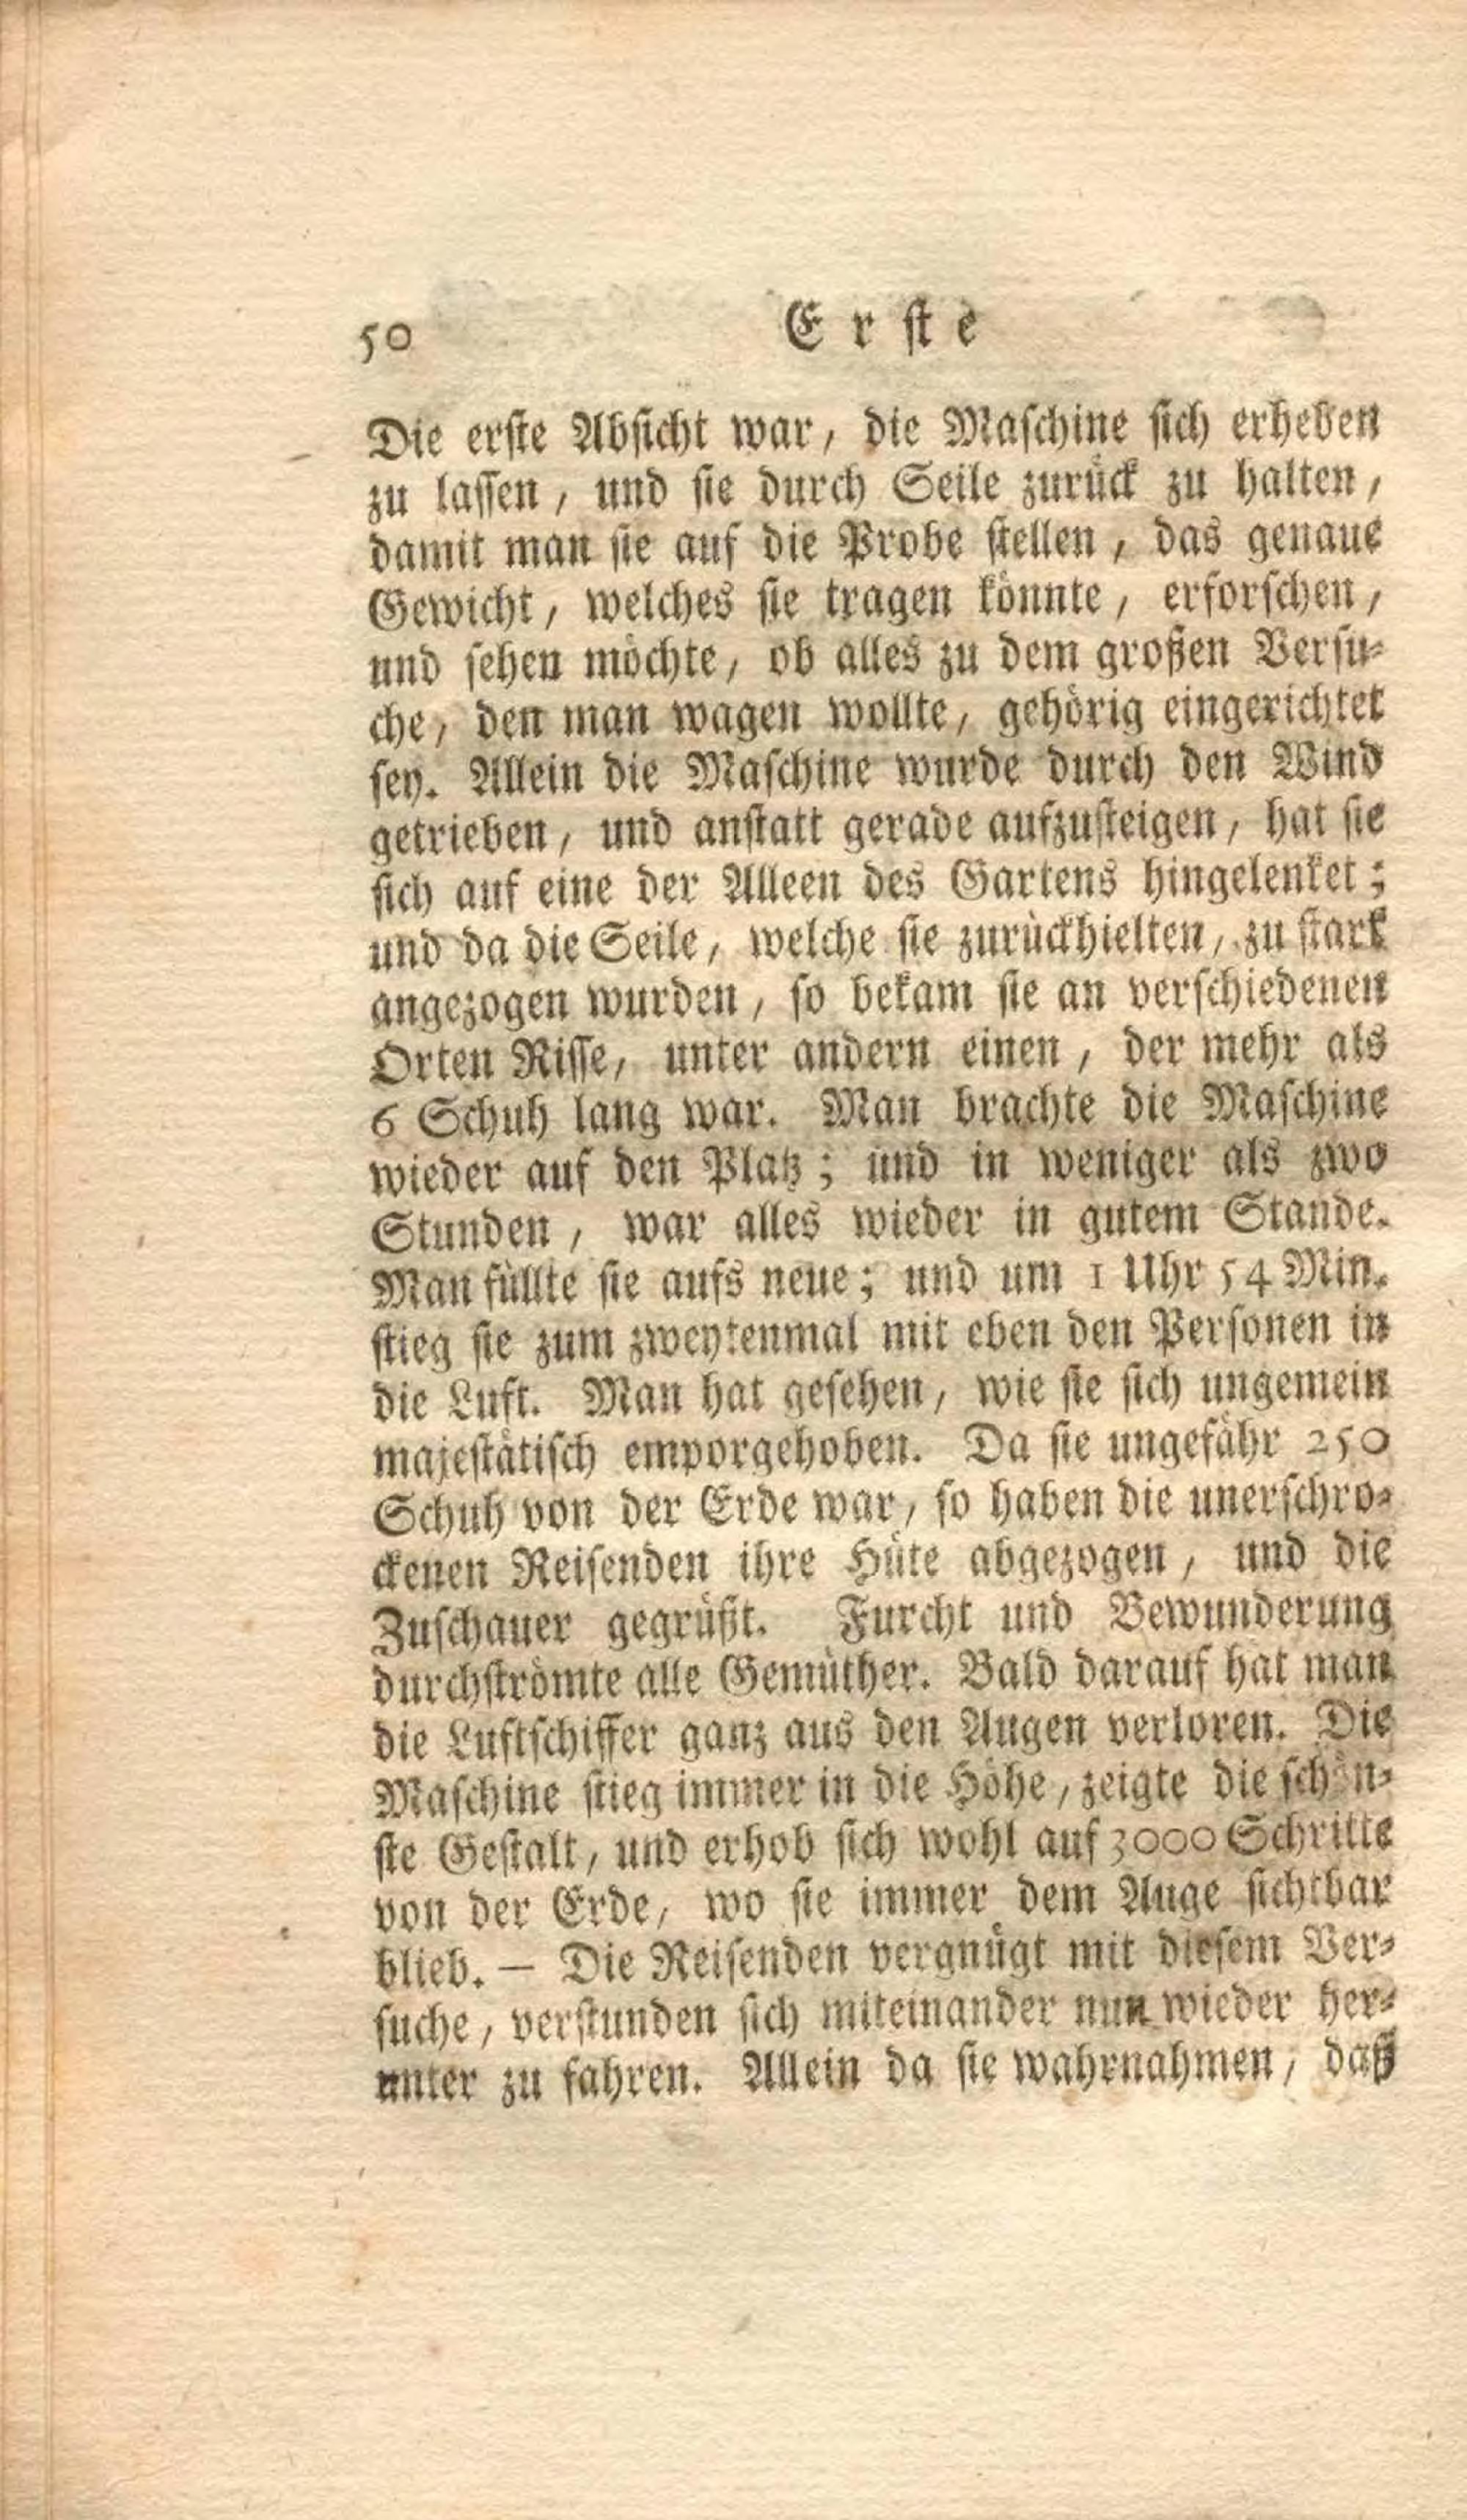 50 Erste
Die erste Absicht war, die Maschine sich erheben
zu lassen, und sie durch Seile zurück zu halten,
damit man sie auf die Probe stellen, das genaue
Gewicht, welches sie tragen könnte, erforschen,
und sehen möchte, ob alles zu dem großen Versu-
che, den man wagen wollte, gehörig eingerichtet
sey. Allein die Maschine wurde durch den Wind
getrieben, und anstatt gerade aufzusteigen, hat sie
sich auf eine der Alleen des Gartens hingelenket;
und da die Seile, welche sie zurückhielten, zu stark
angezogen wurden, so bekam sie an verschiedenen
Orten Risse, unter andern einen, der mehr als
6 Schuh lang war. Man brachte die Maschine
wieder auf den Platz; und in weniger als zwo
Stunden, war alles wieder in gutem Stande.
Man füllte sie aufs neue; und um 1 Uhr 54 Min.
stieg sie zum zweytenmal mit eben den Personen in
die Luft. Man hat gesehen, wie sie sich ungemein
majestätisch emporgehoben. Da sie ungefähr 250
Schuh von der Erde war, so haben die unerschro-
ckenen Reisenden ihre Hüte abgezogen, und die
Zuschauer gegrüßt. Furcht und Bewunderung
durchströmte alle Gemüther. Bald darauf hat man
die Luftschiffer ganz aus den Augen verloren. Die
Maschine stieg immer in die Höhe, zeigte die schön-
ste Gestalt, und erhob sich wohl auf 3000 Schritte
von der Erde, wo sie immer dem Auge sichtbar
blieb. — Die Reisenden vergnügt mit diesem Ver-
suche, verstunden sich miteinander nun wieder her-
unter zu fahren. Allein da sie wahrnahmen, daß